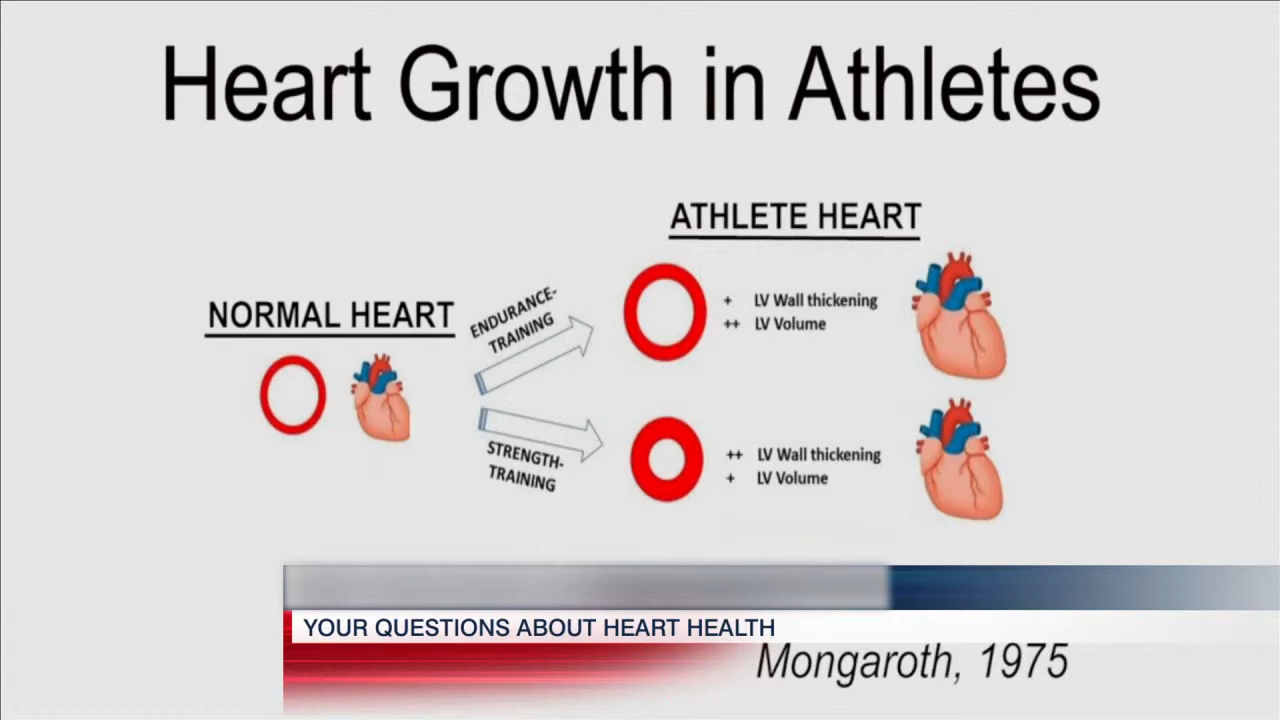 Heart Growth in Athletes
ATHLETE HEART
NORMAL HEART
ENDURANCE-
TRAINING
+ LV Wall thickening
++ LV Volume
STRENGTH-
TRAINING
++ LV Wall thickening
+ LV Volume
YOUR QUESTIONS ABOUT HEART HEALTH
Mongaroth, 1975